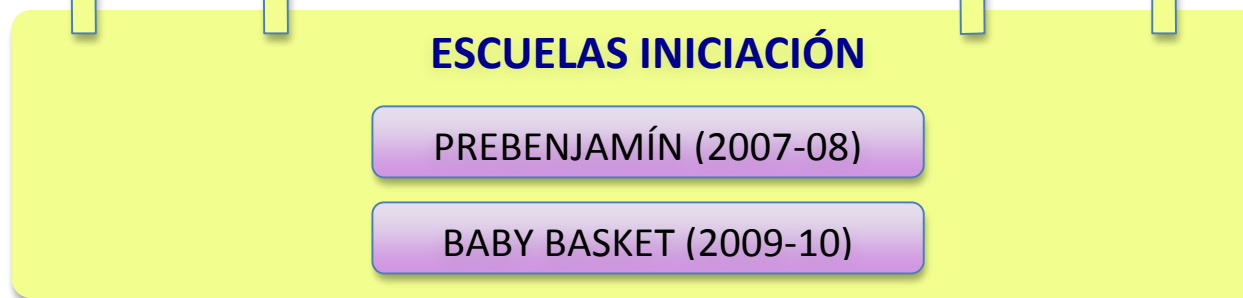 ESCUELAS INICIACIÓN
PREBENJAMÍN (2007-08)
BABY BASKET (2009-10)